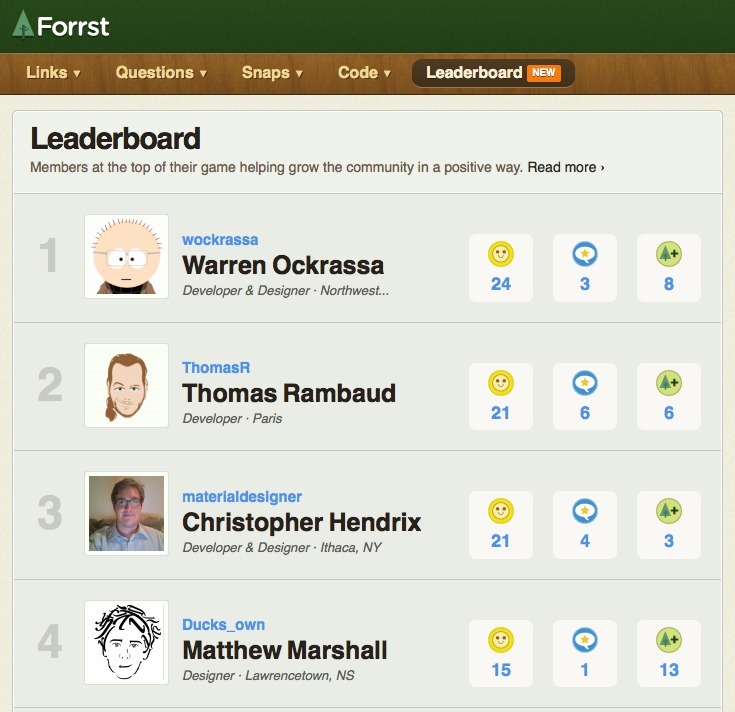 Forrst
Links ▾ Questions ▾ Snaps ▾ Code ▾ Leaderboard NEW
Leaderboard
Members at the top of their game helping grow the community in a positive way. Read more ›
1
wockrassa
Warren Ockrassa
Developer & Designer · Northwest...
24 3 8
2
ThomasR
Thomas Rambaud
Developer · Paris
21 6 6
3
materialdesigner
Christopher Hendrix
Developer & Designer · Ithaca, NY
21 4 3
4
Ducks_own
Matthew Marshall
Designer · Lawrencetown, NS
15 1 13